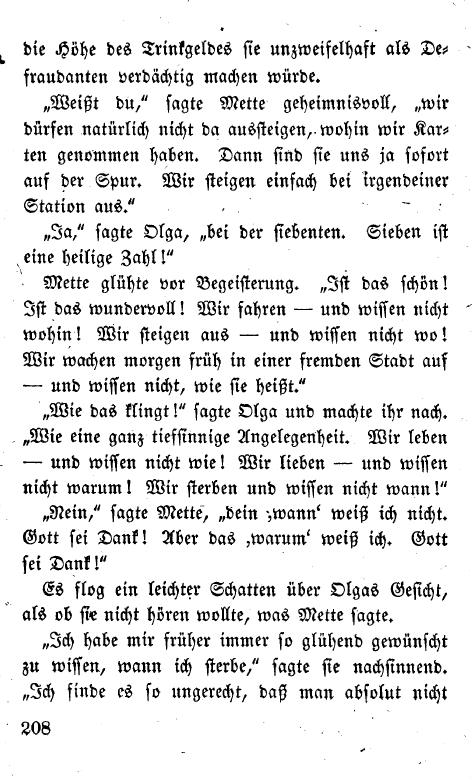 die Höhe des Trinkgeldes sie unzweifelhaft als De-
fraudanten verdächtig machen würde.
„Weißt du,“ sagte Mette geheimnisvoll, „wir
dürfen natürlich nicht da aussteigen, wohin wir Kar-
ten genommen haben. Dann sind sie uns ja sofort
auf der Spur. Wir steigen einfach bei irgendeiner
Station aus.“
„Ja,“ sagte Olga, „bei der siebenten. Sieben ist
eine heilige Zahl!“
Mette glühte vor Begeisterung. „Ist das schön!
Ist das wundervoll! Wir fahren — und wissen nicht
wohin! Wir steigen aus — und wissen nicht wo!
Wir wachen morgen früh in einer fremden Stadt auf
— und wissen nicht, wie sie heißt.“
„Wie das klingt!“ sagte Olga und machte ihr nach.
„Wie eine ganz tiefsinnige Angelegenheit. Wir leben
— und wissen nicht wie! Wir lieben — und wissen
nicht warum! Wir sterben und wissen nicht wann!“
„Nein,“ sagte Mette, „dein ‚wann‘ weiß ich nicht.
Gott sei Dank! Aber das ‚warum‘ weiß ich. Gott
sei Dank!“
Es flog ein leichter Schatten über Olgas Gesicht,
als ob sie nicht hören wollte, was Mette sagte.
„Ich habe mir früher immer so glühend gewünscht
zu wissen, wann ich sterbe,“ sagte sie nachsinnend.
„Ich finde es so ungerecht, daß man absolut nicht
208